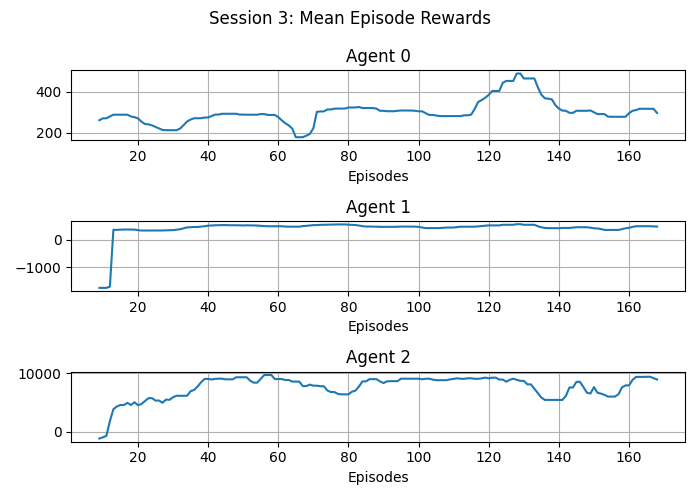 Session 3: Mean Episode Rewards
Agent 0
400
200
20 40 60 80 100 120 140 160
Episodes
Agent 1
0
−1000
20 40 60 80 100 120 140 160
Episodes
Agent 2
10000
0
20 40 60 80 100 120 140 160
Episodes